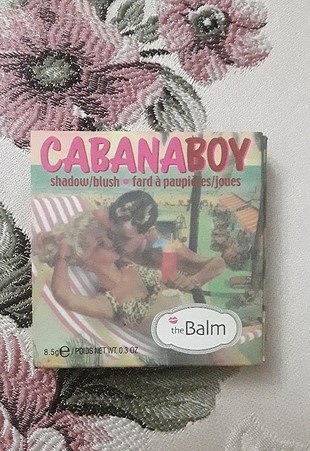 CABANABOY
shadow/blush = fard à paupières/joues
theBalm
8.5g℮ / POIDS NET WT. 0.3 OZ